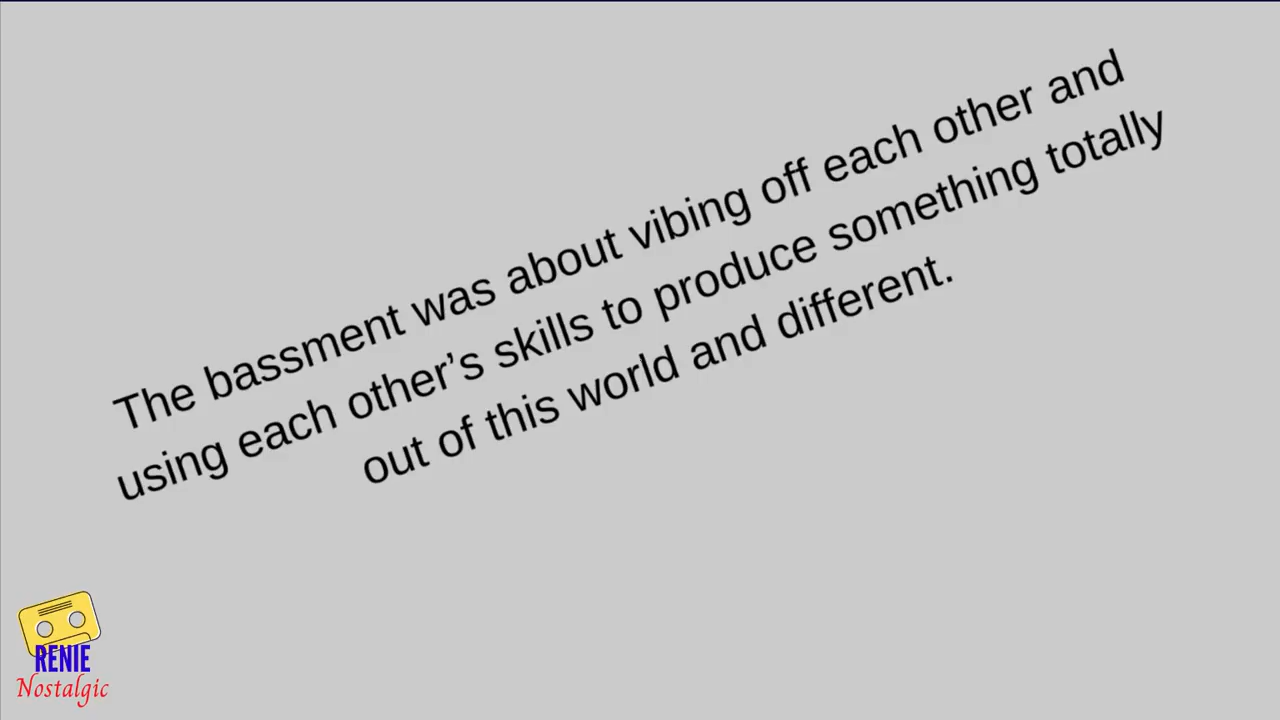 The bassment was about vibing off each other and
using each other’s skills to produce something totally
out of this world and different.
RENIE
Nostalgic